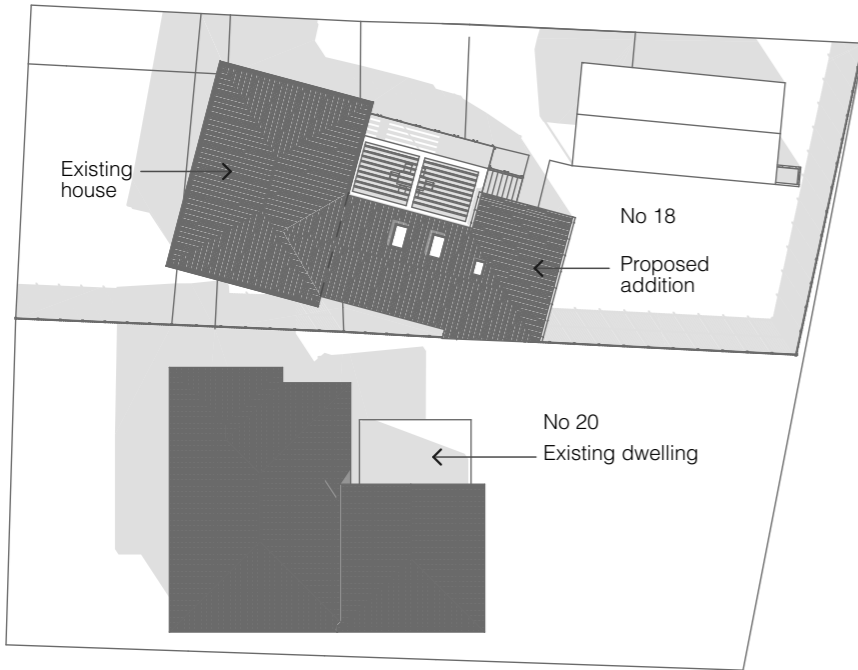 Existing
house
No 18
Proposed
addition
No 20
Existing dwelling